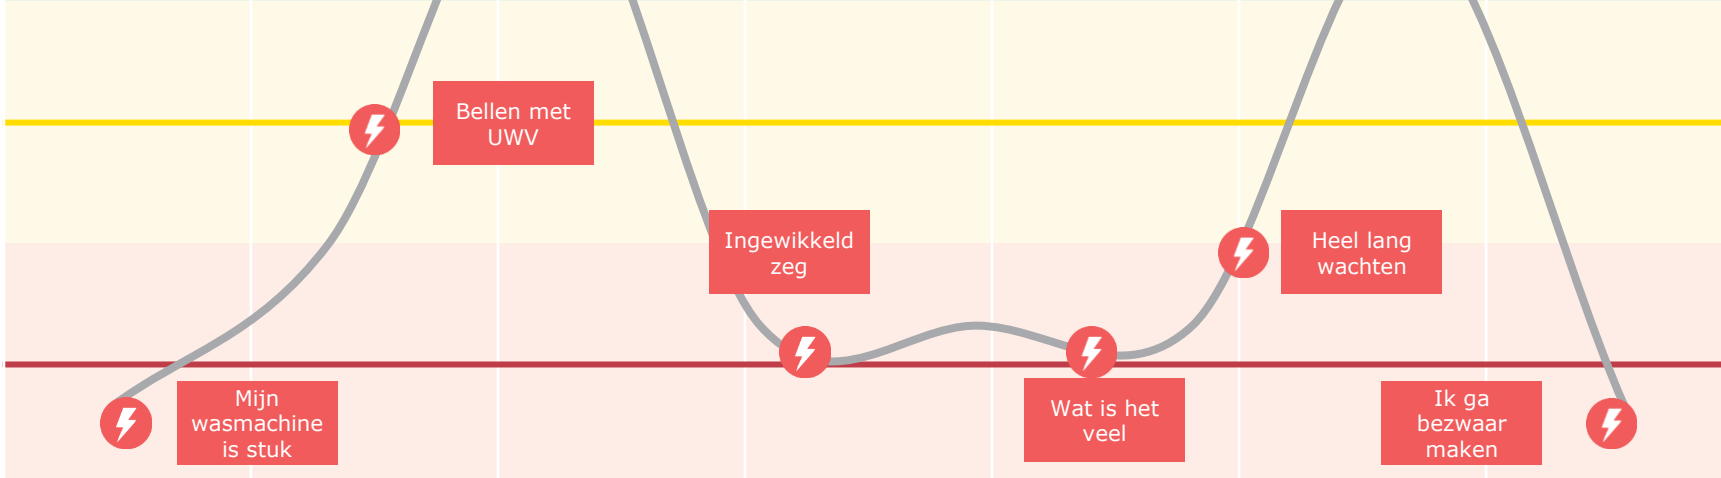 Bellen met
UWV
Ingewikkeld
zeg
Heel lang
wachten
Mijn
wasmachine
is stuk
Wat is het
veel
Ik ga
bezwaar
maken